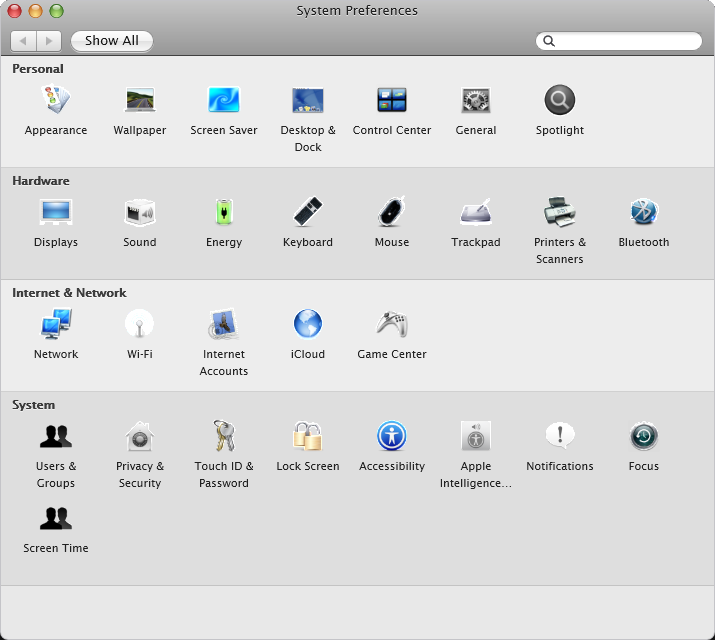 System Preferences
Show All
Personal
Appearance
Wallpaper
Screen Saver
Desktop &
Dock
Control Center
General
Spotlight
Hardware
Displays
Sound
Energy
Keyboard
Mouse
Trackpad
Printers &
Scanners
Bluetooth
Internet & Network
Network
Wi-Fi
Internet
Accounts
iCloud
Game Center
System
Users &
Groups
Privacy &
Security
Touch ID &
Password
Lock Screen
Accessibility
Apple
Intelligence...
Notifications
Focus
Screen Time